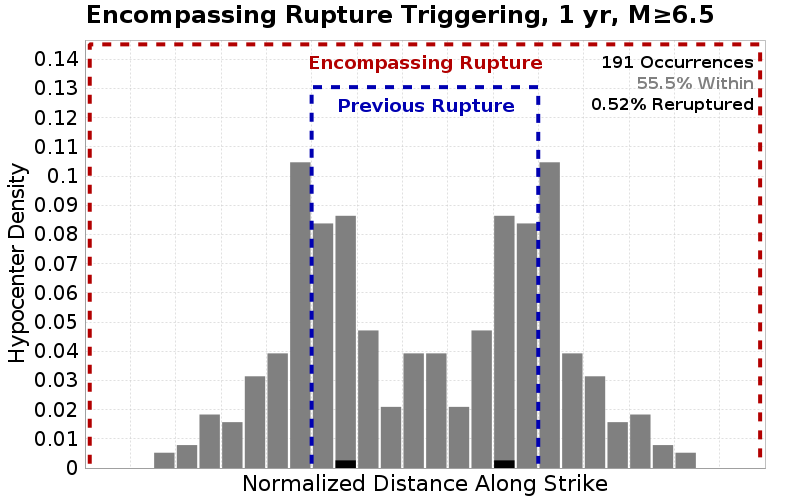 Encompassing Rupture Triggering, 1 yr, M≥6.5
Encompassing Rupture
191 Occurrences
55.5% Within
0.52% Reruptured
Previous Rupture
Hypocenter Density
0.14
0.13
0.12
0.11
0.1
0.09
0.08
0.07
0.06
0.05
0.04
0.03
0.02
0.01
0
Normalized Distance Along Strike